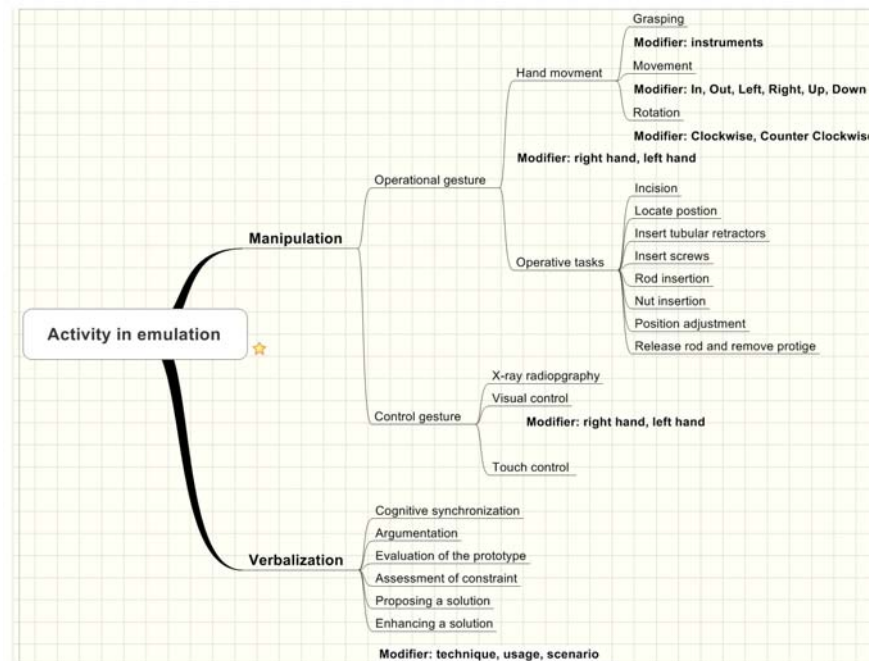 Activity in emulation
Manipulation
Operational gesture
Hand movment
Grasping
Modifier: instruments
Movement
Modifier: In, Out, Left, Right, Up, Down
Rotation
Modifier: Clockwise, Counter Clockwise
Modifier: right hand, left hand
Operative tasks
Incision
Locate postion
Insert tubular retractors
Insert screws
Rod insertion
Nut insertion
Position adjustment
Release rod and remove protige
Control gesture
X-ray radiopgraphy
Visual control
Modifier: right hand, left hand
Touch control
Verbalization
Cognitive synchronization
Argumentation
Evaluation of the prototype
Assessment of constraint
Proposing a solution
Enhancing a solution
Modifier: technique, usage, scenario